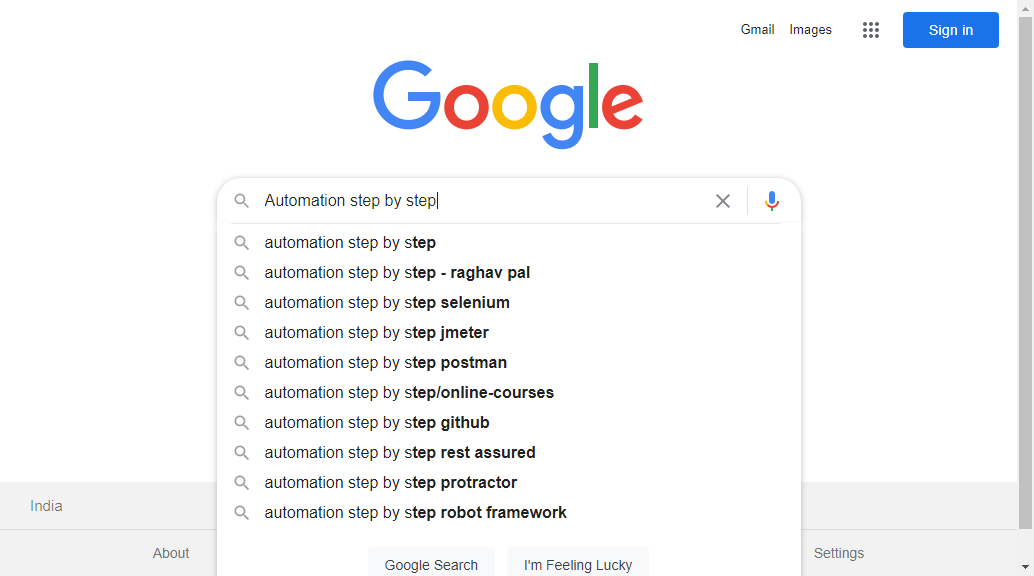 Gmail Images Sign in
Google
Automation step by step
automation step by step
automation step by step - raghav pal
automation step by step selenium
automation step by step jmeter
automation step by step postman
automation step by step/online-courses
automation step by step github
automation step by step rest assured
automation step by step protractor
automation step by step robot framework
India
About Settings
Google Search I'm Feeling Lucky